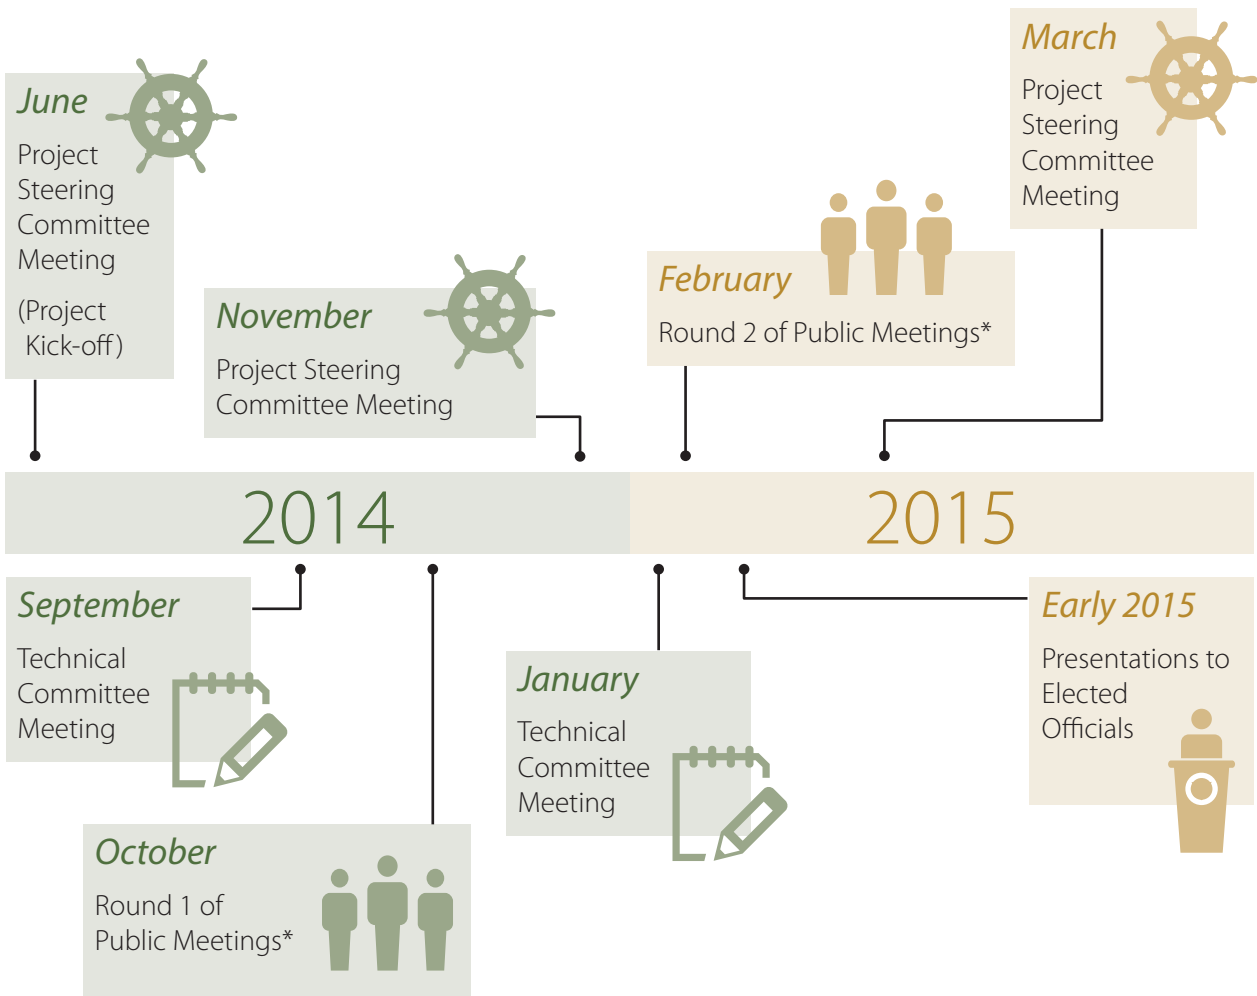 June
Project
Steering
Committee
Meeting
(Project
Kick-off)
November
Project Steering
Committee Meeting
February
Round 2 of Public Meetings*
March
Project
Steering
Committee
Meeting
2014
2015
September
Technical
Committee
Meeting
October
Round 1 of
Public Meetings*
January
Technical
Committee
Meeting
Early 2015
Presentations to
Elected
Officials